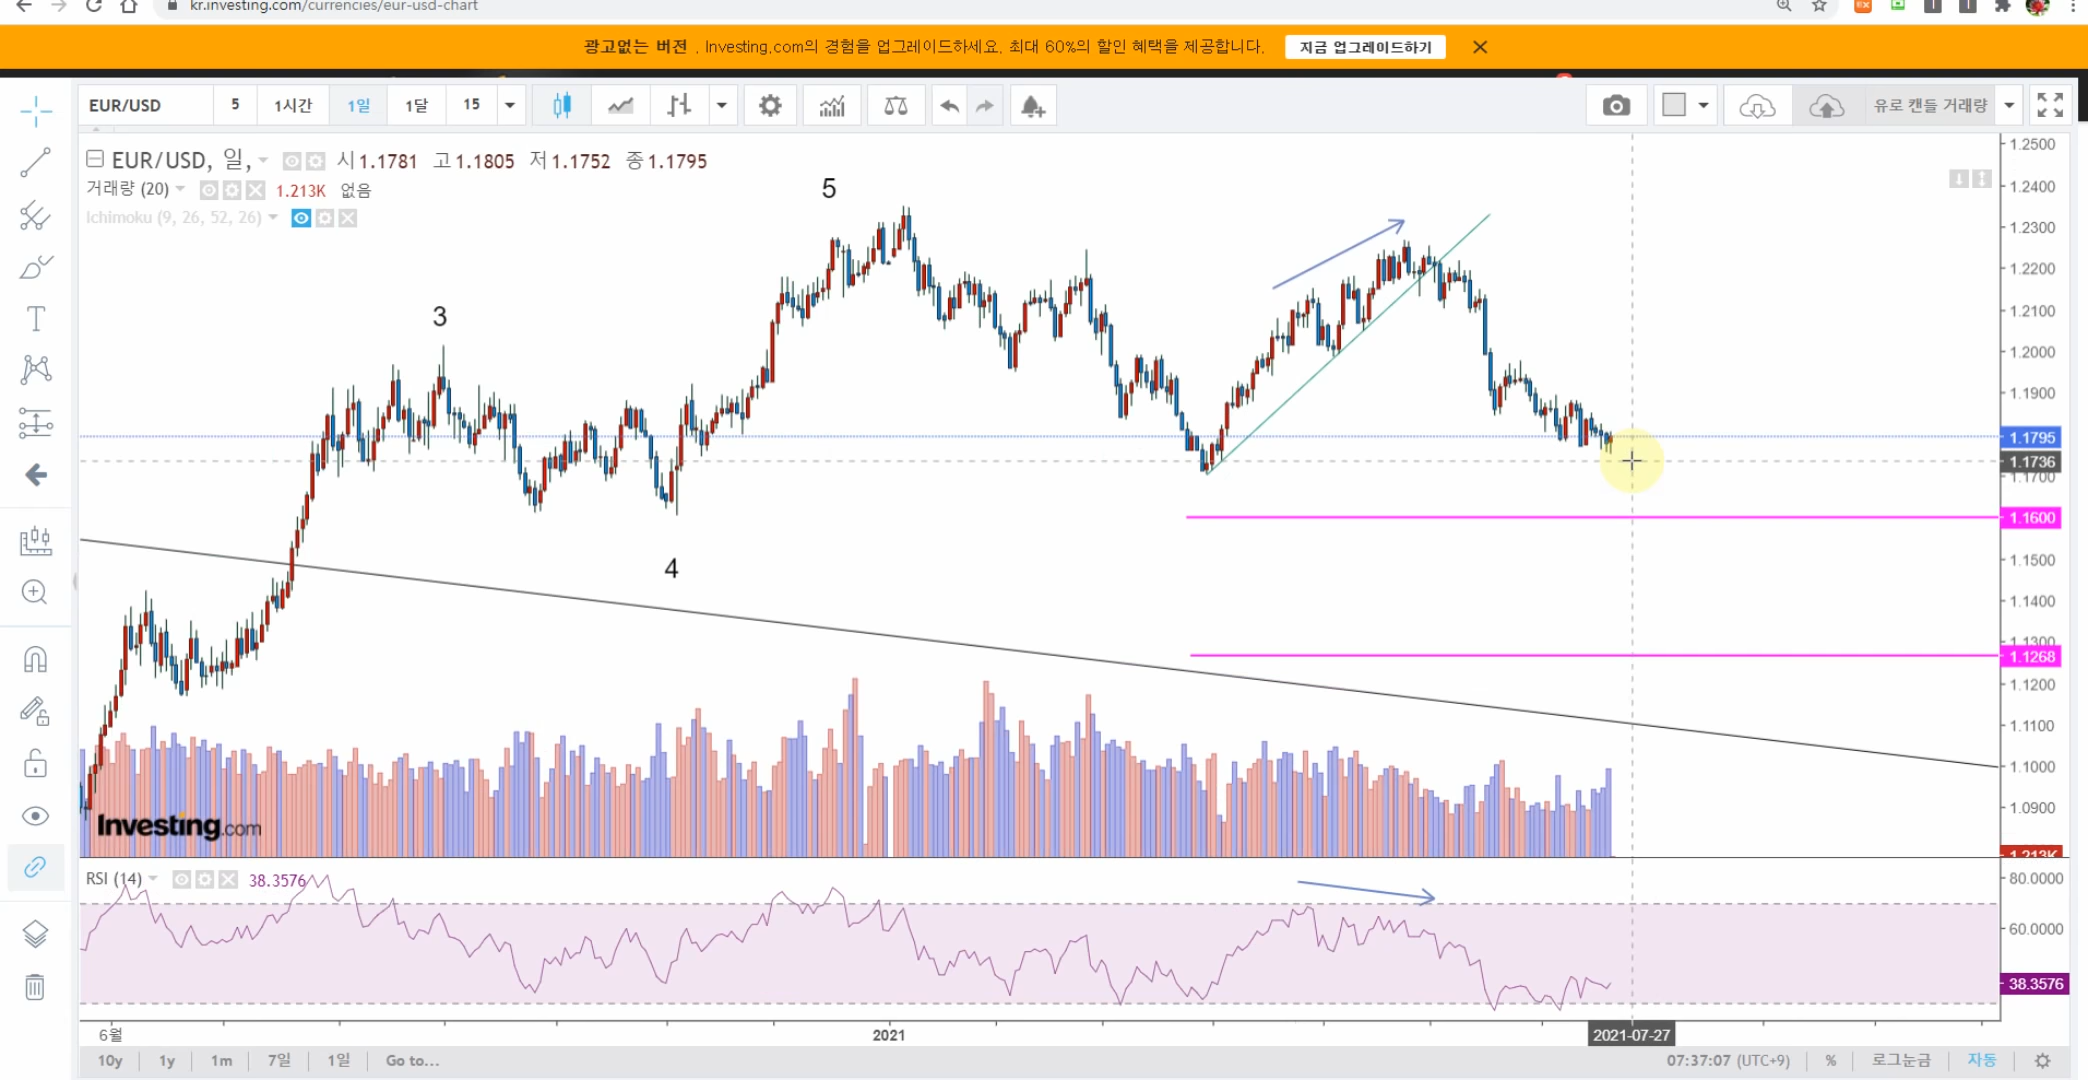 kr.investing.com/currencies/eur-usd-chart
광고없는 버전 . Investing.com의 경험을 업그레이드하세요. 최대 60%의 할인 혜택을 제공합니다. 지금 업그레이드하기
EUR/USD 5 1시간 1일 1달 15 유로 캔들 거래량
EUR/USD, 일, 시1.1781 고1.1805 저1.1752 종1.1795
거래량 (20) 1.213K 없음
Ichimoku (9, 26, 52, 26)
5
3
4
1.2500
1.2400
1.2300
1.2200
1.2100
1.2000
1.1900
1.1795
1.1736
1.1700
1.1600
1.1500
1.1400
1.1300
1.1268
1.1200
1.1100
1.1000
1.0900
1.213K
Investing.com
RSI (14) 38.3576
80.0000
60.0000
38.3576
6월 2021 2021-07-27
10y 1y 1m 7일 1일 Go to... 07:37:07 (UTC+9) % 로그눈금 자동